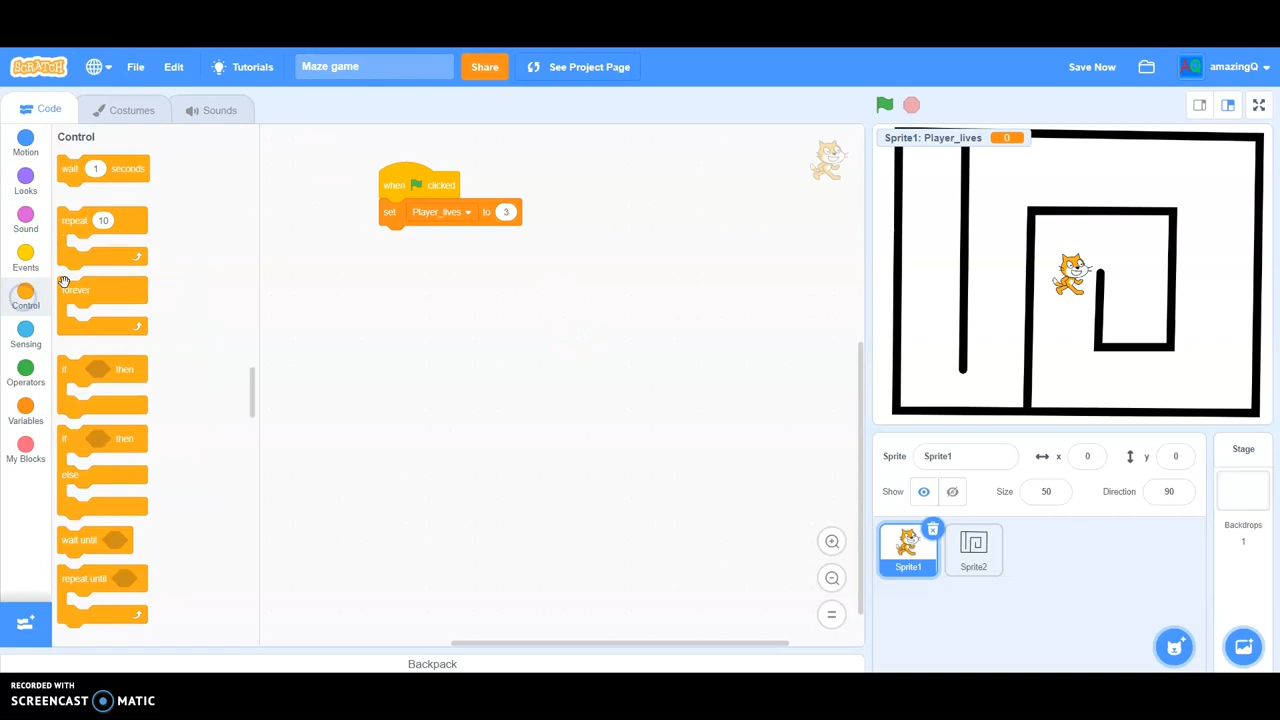 SCRATCH
File
Edit
Tutorials
Maze game
Share
See Project Page
Save Now
amazingQ
Code
Costumes
Sounds
Motion
Looks
Sound
Events
Control
Sensing
Operators
Variables
My Blocks
Control
wait 1 seconds
repeat 10
forever
if then
if then
else
wait until
repeat until
when clicked
set Player_lives to 3
Backpack
Sprite1: Player_lives 0
Sprite Sprite1 x 0 y 0
Show Size 50 Direction 90
Sprite1
Sprite2
Stage
Backdrops
1
RECORDED WITH
SCREENCAST MATIC